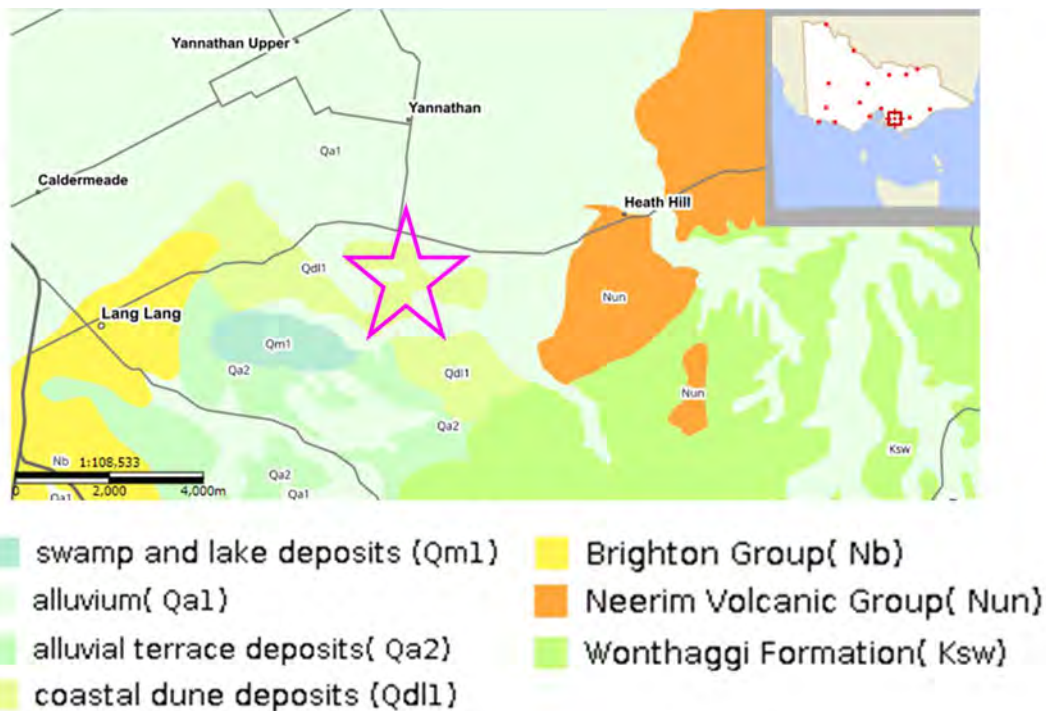 Yannathan Upper
Yannathan
Qa1
Caldermeade
Heath Hill
Qdl1
Nun
Lang Lang
Qm1
Qa2
Qdl1
Nun
Qa2
Ksw
Nb
1:108,533
Qa2
Qa1
Qa1
0 2,000 4,000m
swamp and lake deposits (Qm1)
alluvium( Qa1)
alluvial terrace deposits( Qa2)
coastal dune deposits (Qdl1)
Brighton Group( Nb)
Neerim Volcanic Group( Nun)
Wonthaggi Formation( Ksw)